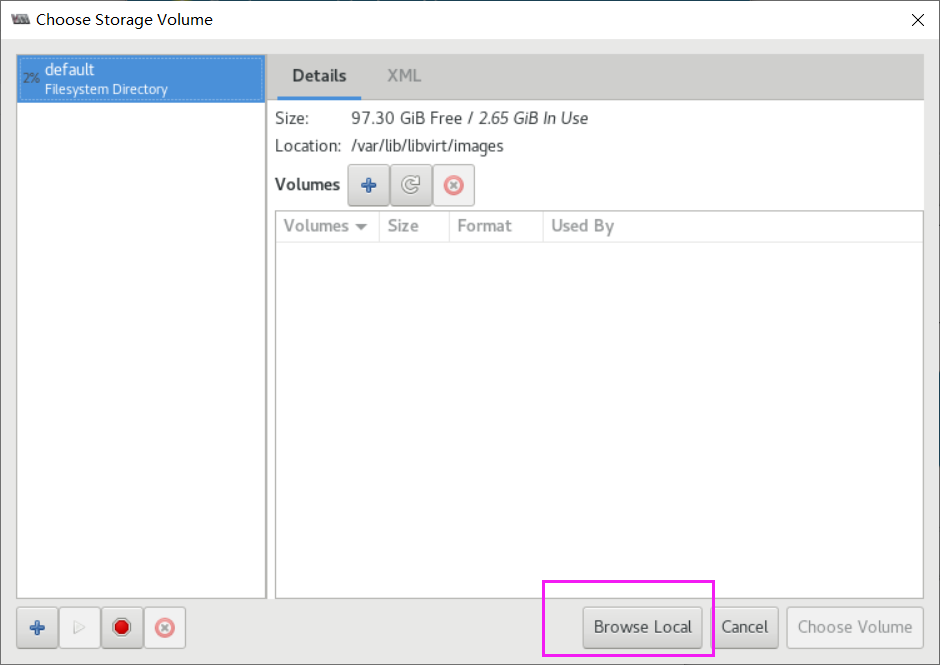 Choose Storage Volume
2% default
Filesystem Directory
Details XML
Size: 97.30 GiB Free / 2.65 GiB In Use
Location: /var/lib/libvirt/images
Volumes
Volumes Size Format Used By
Browse Local Cancel Choose Volume